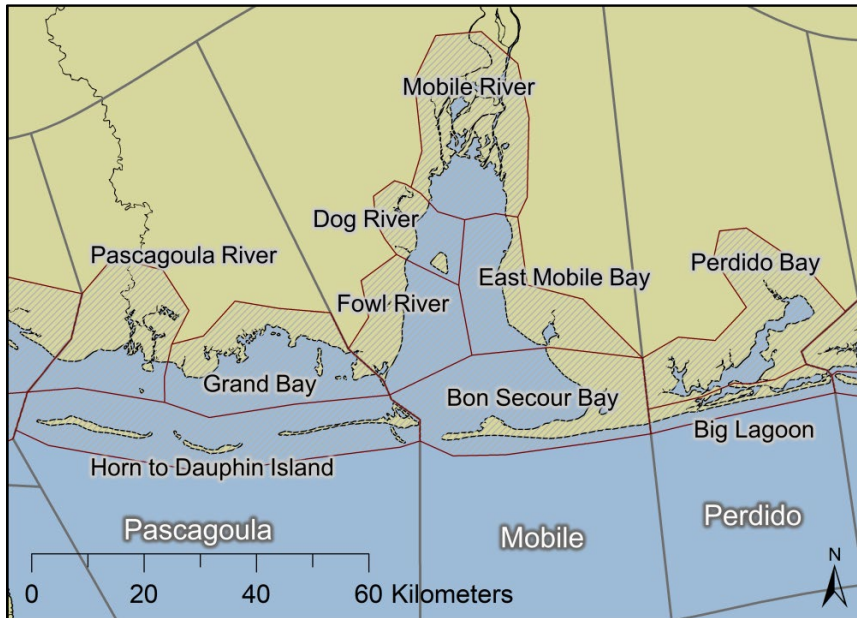 Mobile River
Dog River
Pascagoula River
East Mobile Bay
Perdido Bay
Fowl River
Grand Bay
Bon Secour Bay
Big Lagoon
Horn to Dauphin Island
Pascagoula
Mobile
Perdido
N
0 20 40 60 Kilometers